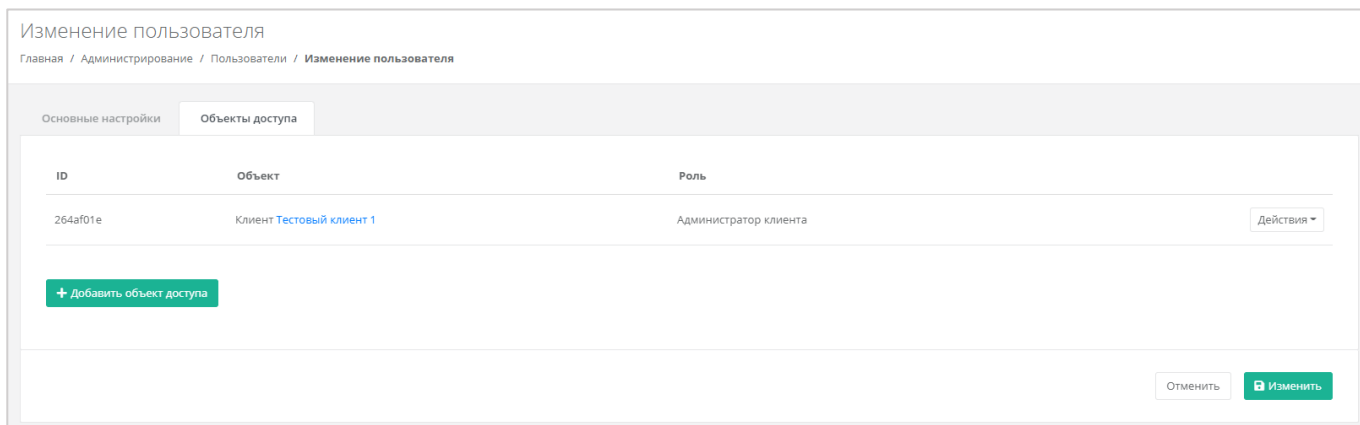 Изменение пользователя
Главная / Администрирование / Пользователи / Изменение пользователя
Основные настройки Объекты доступа
ID Объект Роль
264af01e Клиент Тестовый клиент 1 Администратор клиента Действия
+ Добавить объект доступа
Отменить Изменить